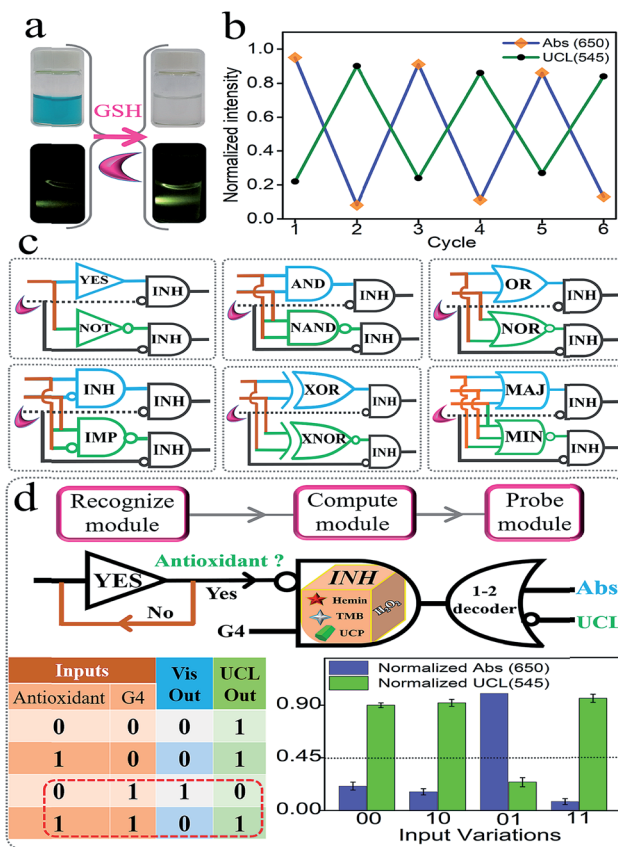 a
GSH
b
Abs (650)
UCL(545)
Normalized intensity
1.0
0.8
0.6
0.4
0.2
0.0
1 2 3 4 5 6
Cycle
c
YES INH
NOT INH
AND INH
NAND INH
OR INH
NOR INH
INH INH
IMP INH
XOR INH
XNOR INH
MAJ INH
MIN INH
d
Recognize module
Compute module
Probe module
YES
No
Antioxidant ?
Yes
G4
INH
Hemin
TMB
UCP
H₂O₂
1-2
decoder
Abs
UCL
Inputs Vis Out UCL Out
Antioxidant G4
0 0 0 1
1 0 0 1
0 1 1 0
1 1 0 1
Normalized Abs (650)
Normalized UCL(545)
0.90
0.45
0.00
00 10 01 11
Input Variations